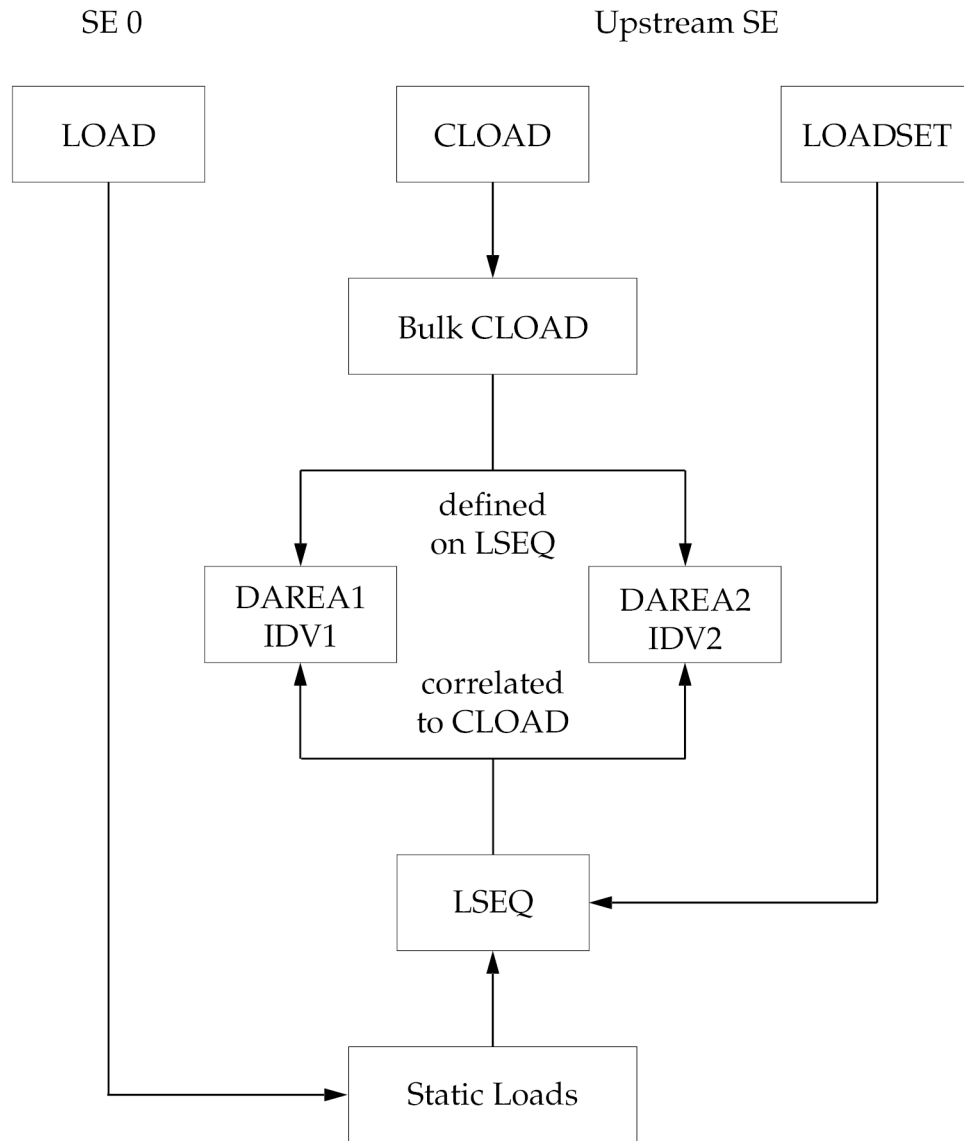 SE 0
Upstream SE
LOAD
CLOAD
LOADSET
Bulk CLOAD
defined
on LSEQ
DAREA1
IDV1
DAREA2
IDV2
correlated
to CLOAD
LSEQ
Static Loads